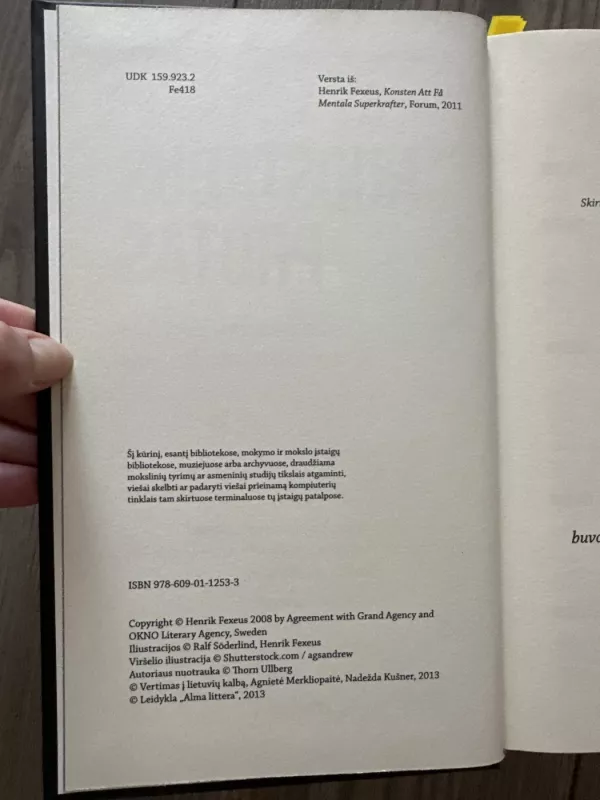 UDK 159.923.2
Fe418
Versta iš:
Henrik Fexeus, Konsten Att Få
Mentala Superkrafter, Forum, 2011
Šį kūrinį, esantį bibliotekose, mokymo ir mokslo įstaigų
bibliotekose, muziejuose arba archyvuose, draudžiama
mokslinių tyrimų ar asmeninių studijų tikslais atgaminti,
viešai skelbti ar padaryti viešai prieinamą kompiuterių
tinklais tam skirtuose terminaluose tų įstaigų patalpose.
ISBN 978-609-01-1253-3
Copyright © Henrik Fexeus 2008 by Agreement with Grand Agency and
OKNO Literary Agency, Sweden
Iliustracijos © Ralf Söderlind, Henrik Fexeus
Viršelio iliustracija © Shutterstock.com / agsandrew
Autoriaus nuotrauka © Thorn Ullberg
© Vertimas į lietuvių kalbą, Agnietė Merkliopaitė, Nadežda Kušner, 2013
© Leidykla „Alma littera“, 2013